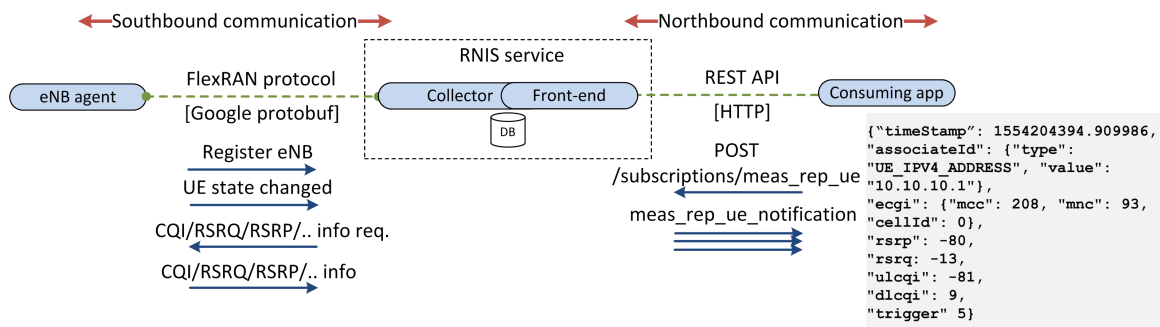 Southbound communication
Northbound communication
RNIS service
FlexRAN protocol
REST API
eNB agent
Collector
Front-end
Consuming app
[Google protobuf]
[HTTP]
DB
Register eNB
POST
UE state changed
/subscriptions/meas_rep_ue
CQI/RSRQ/RSRP/.. info req.
meas_rep_ue_notification
CQI/RSRQ/RSRP/.. info
{“timeStamp”: 1554204394.909986,
"associateId": {"type":
"UE_IPV4_ADDRESS", "value":
"10.10.10.1"},
"ecgi": {"mcc": 208, "mnc": 93,
"cellId": 0},
"rsrp": -80,
"rsrq: -13,
"ulcqi": -81,
"dlcqi": 9,
"trigger" 5}